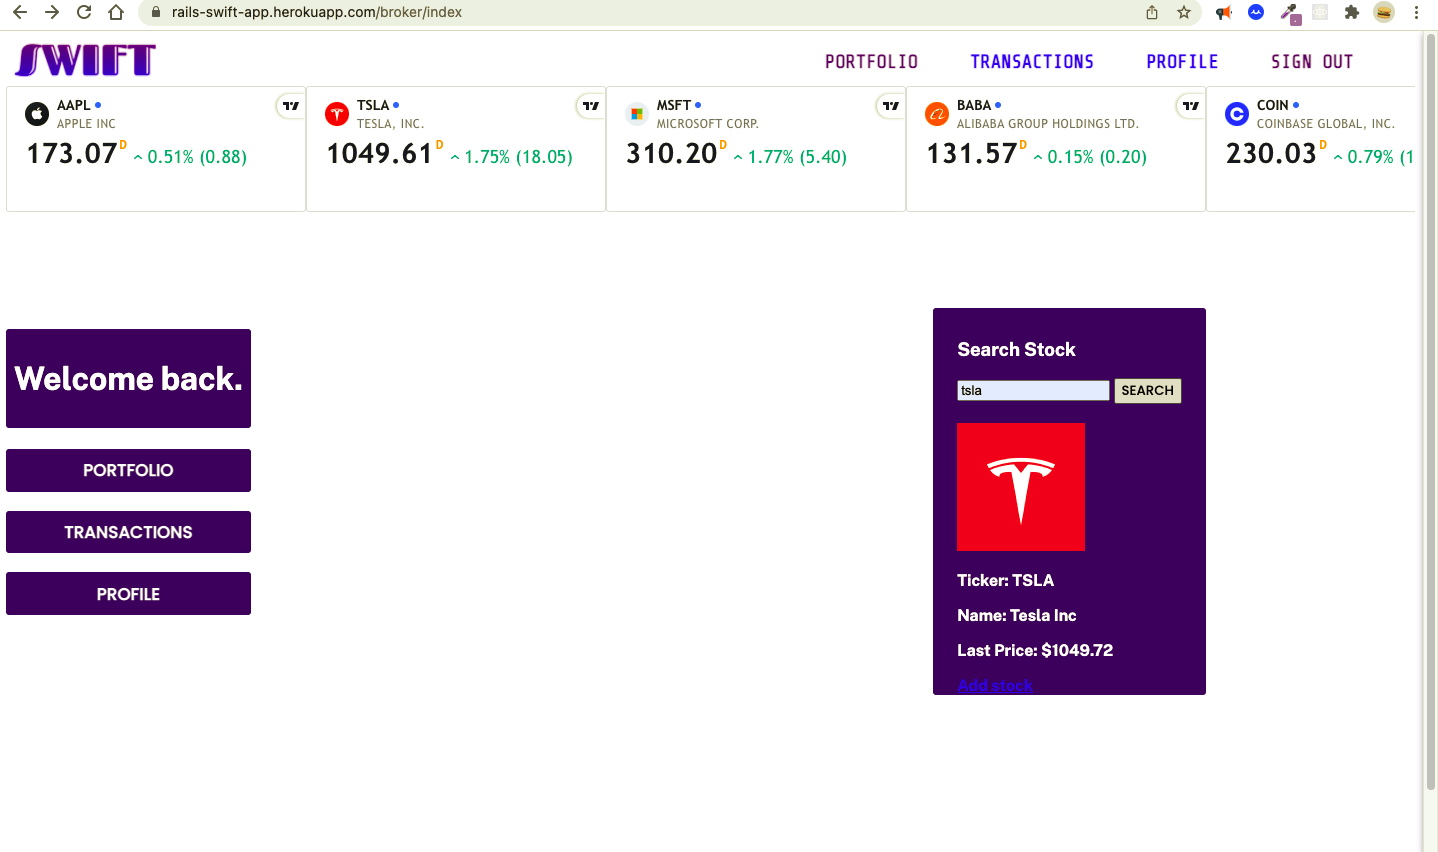 rails-swift-app.herokuapp.com/broker/index
SWIFT
PORTFOLIO TRANSACTIONS PROFILE SIGN OUT
AAPL
APPLE INC
173.07 D 0.51% (0.88)
TSLA
TESLA, INC.
1049.61 D 1.75% (18.05)
MSFT
MICROSOFT CORP.
310.20 D 1.77% (5.40)
BABA
ALIBABA GROUP HOLDINGS LTD.
131.57 D 0.15% (0.20)
COIN
COINBASE GLOBAL, INC.
230.03 D 0.79% (1
Welcome back.
PORTFOLIO
TRANSACTIONS
PROFILE
Search Stock
tsla SEARCH
Ticker: TSLA
Name: Tesla Inc
Last Price: $1049.72
Add stock